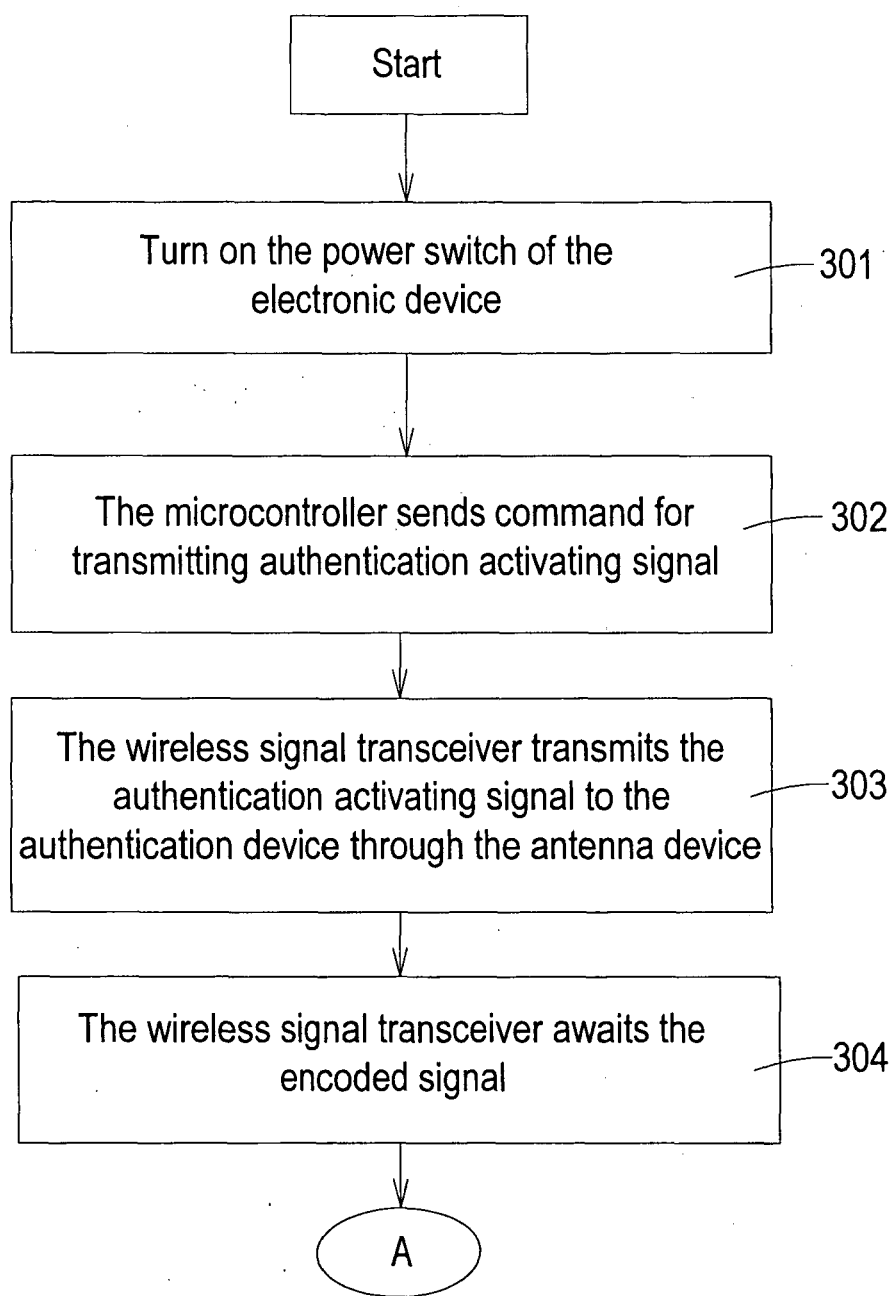 Start
Turn on the power switch of the
electronic device
301
The microcontroller sends command for
transmitting authentication activating signal
302
The wireless signal transceiver transmits the
authentication activating signal to the
authentication device through the antenna device
303
The wireless signal transceiver awaits the
encoded signal
304
A